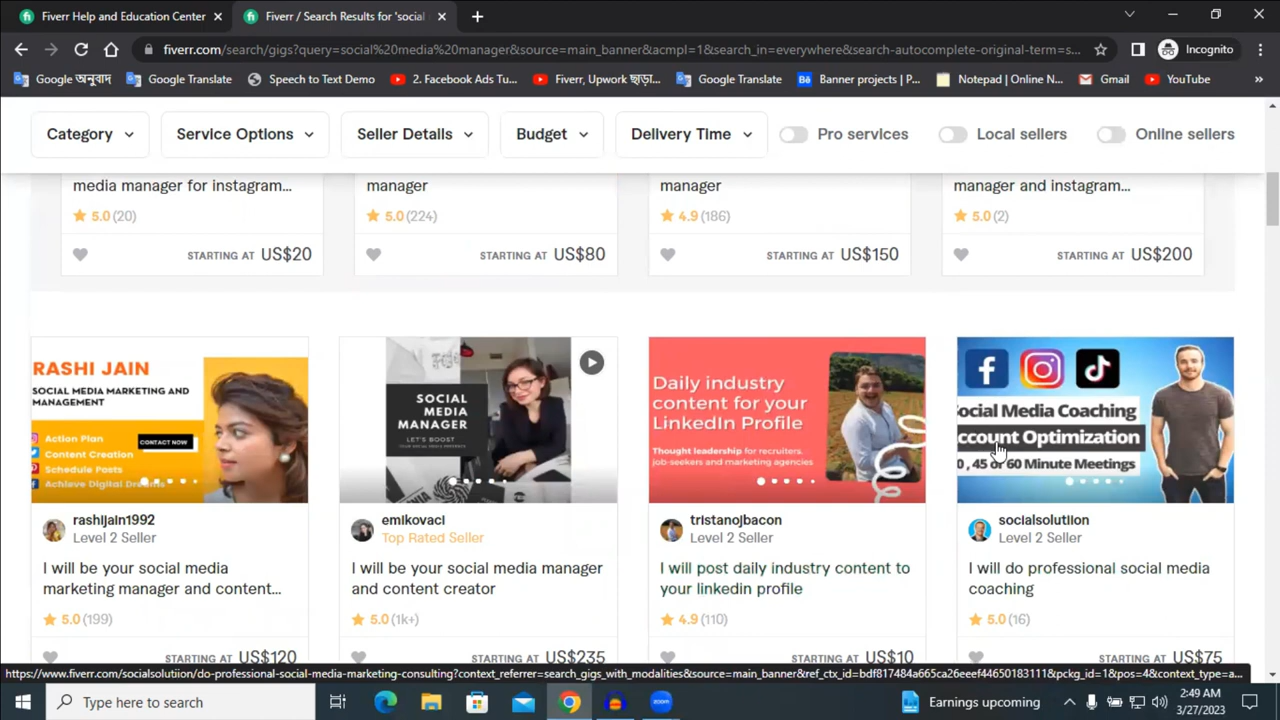 Fiverr Help and Education Center
Fiverr / Search Results for 'social
fiverr.com/search/gigs?query=social%20media%20manager&source=main_banner&acmpl=1&search_in=everywhere&search-autocomplete-original-term=s...
Incognito
Google অনুবাদ
Google Translate
Speech to Text Demo
2. Facebook Ads Tu...
Fiverr, Upwork ছাড়া...
Google Translate
Banner projects | P...
Notepad | Online N...
Gmail
YouTube
Category
Service Options
Seller Details
Budget
Delivery Time
Pro services
Local sellers
Online sellers
media manager for instagram...
manager
manager
manager and instagram...
5.0 (20)
5.0 (224)
4.9 (186)
5.0 (2)
STARTING AT US$20
STARTING AT US$80
STARTING AT US$150
STARTING AT US$200
RASHI JAIN
SOCIAL MEDIA MARKETING AND
MANAGEMENT
Action Plan
CONTACT NOW
Content Creation
Schedule Posts
Achieve Digital
SOCIAL
MEDIA
MANAGER
LET'S BOOST
Daily industry
content for your
LinkedIn Profile
Thought leadership for recruiters,
job-seekers and marketing agencies
ocial Media Coaching
ccount Optimization
0 , 45 or 60 Minute Meetings
rashijain1992
Level 2 Seller
I will be your social media
marketing manager and content...
5.0 (199)
STARTING AT US$120
emikovaci
Top Rated Seller
I will be your social media manager
and content creator
5.0 (1k+)
STARTING AT US$235
tristanojbacon
Level 2 Seller
I will post daily industry content to
your linkedin profile
4.9 (110)
STARTING AT US$10
socialsolutiion
Level 2 Seller
I will do professional social media
coaching
5.0 (16)
STARTING AT US$75
https://www.fiverr.com/socialsolutiion/do-professional-social-media-marketing-consulting?context_referrer=search_gigs_with_modalities&source=main_banner&ref_ctx_id=bdf817484a665ca26eeef446501831 11&pckg_id=1&pos=4&context_type=a...
Type here to search
Earnings upcoming
2:49 AM
3/27/2023